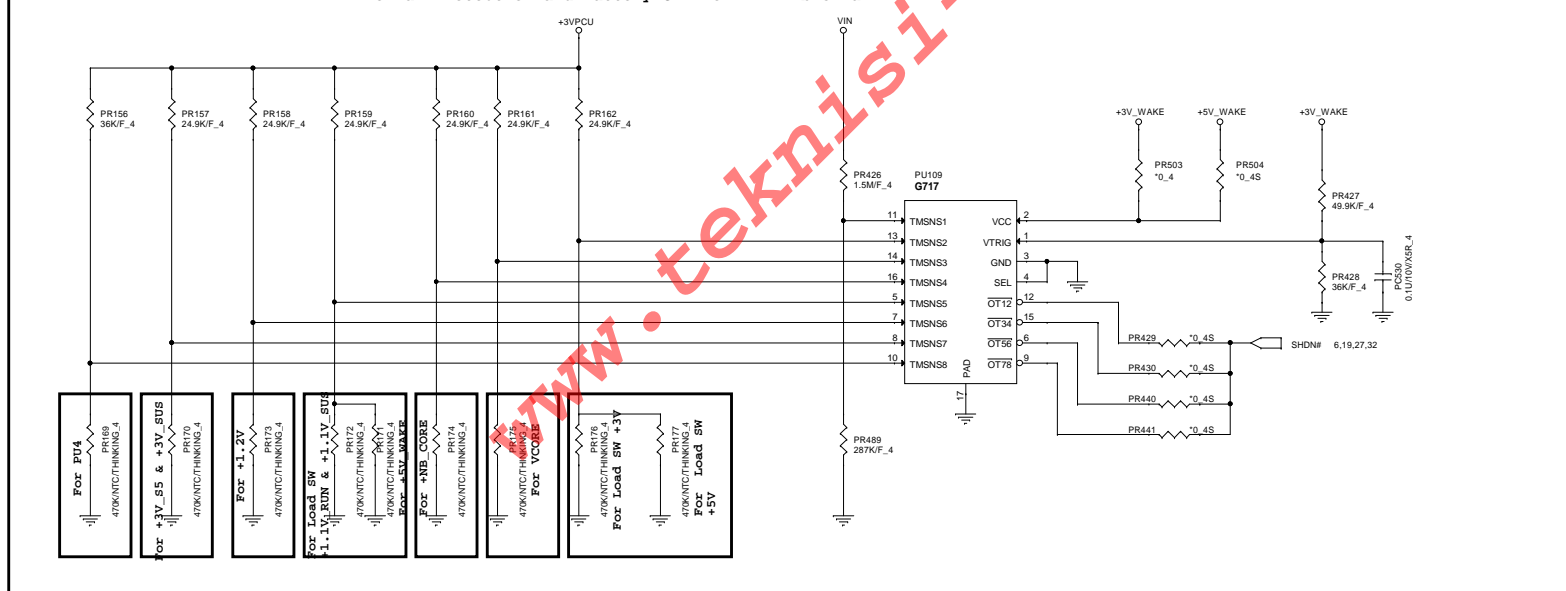 +3VPCU
VIN
PR156
36K/F_4
PR157
24.9K/F_4
PR158
24.9K/F_4
PR159
24.9K/F_4
PR160
24.9K/F_4
PR161
24.9K/F_4
PR162
24.9K/F_4
+3V_WAKE
+5V_WAKE
+3V_WAKE
PR503
*0_4
PR504
*0_4S
PR426
1.5M/F_4
PU109
G717
PR427
49.9K/F_4
11
TMSNS1
VCC
2
13
TMSNS2
VTRIG
1
14
TMSNS3
GND
3
16
TMSNS4
SEL
4
5
TMSNS5
OT12
12
7
TMSNS6
OT34
15
8
TMSNS7
OT56
6
10
TMSNS8
OT78
9
PAD
17
PR428
36K/F_4
PC530
0.1U/10V/X5R_4
PR429
*0_4S
PR430
*0_4S
PR440
*0_4S
PR441
*0_4S
SHDN# 6,19,27,32
For PU4
PR169
470K/NTC/THINKING_4
For +3V_S5 & +3V_SUS
PR170
470K/NTC/THINKING_4
For +1.2V
PR173
470K/NTC/THINKING_4
For Load SW
+1.1V_RUN & +1.1V_SUS
PR172
470K/NTC/THINKING_4
PR171
470K/NTC/THINKING_4
For +5V_WAKE
For +NB_CORE
PR174
470K/NTC/THINKING_4
PR175
470K/NTC/THINKING_4
For VCORE
PR176
470K/NTC/THINKING_4
For Load SW +3V
PR177
470K/NTC/THINKING_4
For Load SW
+5V
PR489
287K/F_4
www.teknisi